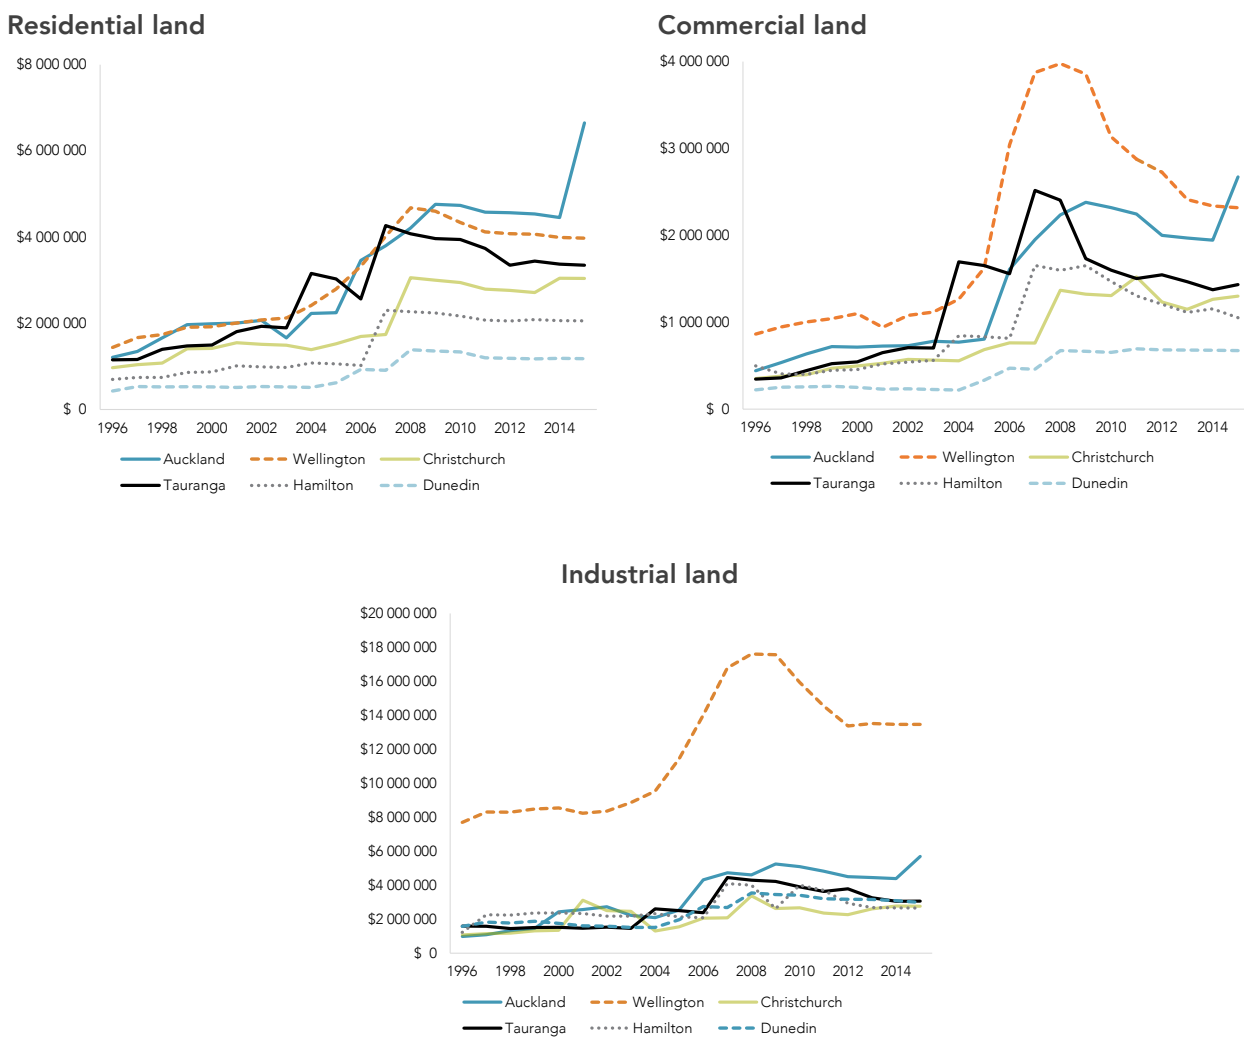 Residential land
$8 000 000
$6 000 000
$4 000 000
$2 000 000
$ 0
1996 1998 2000 2002 2004 2006 2008 2010 2012 2014
Auckland Wellington Christchurch
Tauranga Hamilton Dunedin
Commercial land
$4 000 000
$3 000 000
$2 000 000
$1 000 000
$ 0
1996 1998 2000 2002 2004 2006 2008 2010 2012 2014
Auckland Wellington Christchurch
Tauranga Hamilton Dunedin
Industrial land
$20 000 000
$18 000 000
$16 000 000
$14 000 000
$12 000 000
$10 000 000
$8 000 000
$6 000 000
$4 000 000
$2 000 000
$ 0
1996 1998 2000 2002 2004 2006 2008 2010 2012 2014
Auckland Wellington Christchurch
Tauranga Hamilton Dunedin